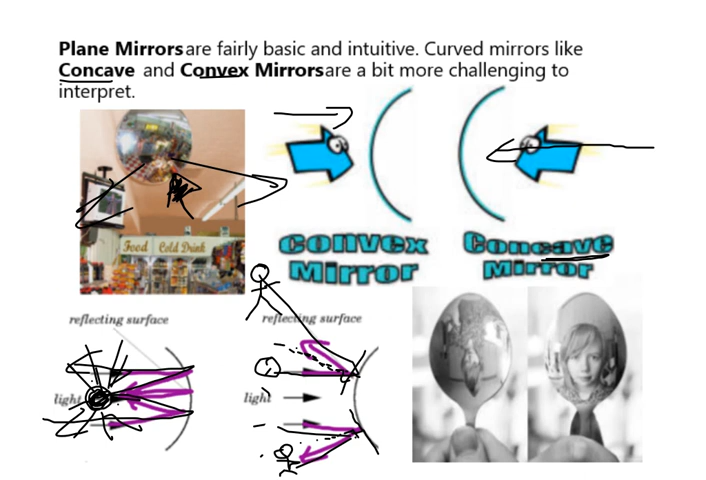 Plane Mirrors are fairly basic and intuitive. Curved mirrors like
Concave and Convex Mirrors are a bit more challenging to
interpret.
Convex
Mirror
Concave
Mirror
Food Cold Drink
reflecting surface
light
reflecting surface
light